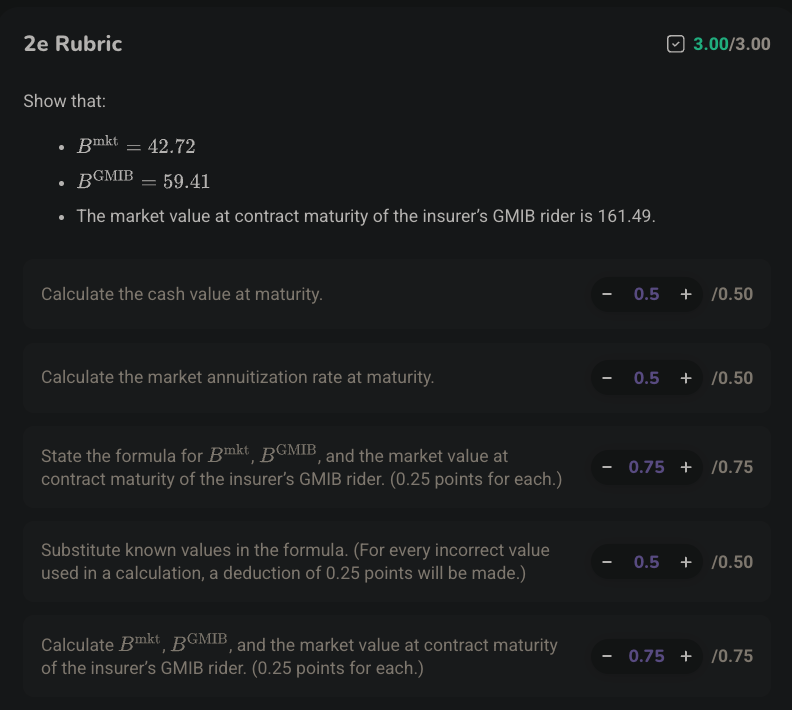 2e Rubric
3.00/3.00
Show that:
• B^mkt = 42.72
• B^GMIB = 59.41
• The market value at contract maturity of the insurer’s GMIB rider is 161.49.
Calculate the cash value at maturity.
− 0.5 + /0.50
Calculate the market annuitization rate at maturity.
− 0.5 + /0.50
State the formula for B^mkt, B^GMIB, and the market value at
contract maturity of the insurer’s GMIB rider. (0.25 points for each.)
− 0.75 + /0.75
Substitute known values in the formula. (For every incorrect value
used in a calculation, a deduction of 0.25 points will be made.)
− 0.5 + /0.50
Calculate B^mkt, B^GMIB, and the market value at contract maturity
of the insurer’s GMIB rider. (0.25 points for each.)
− 0.75 + /0.75